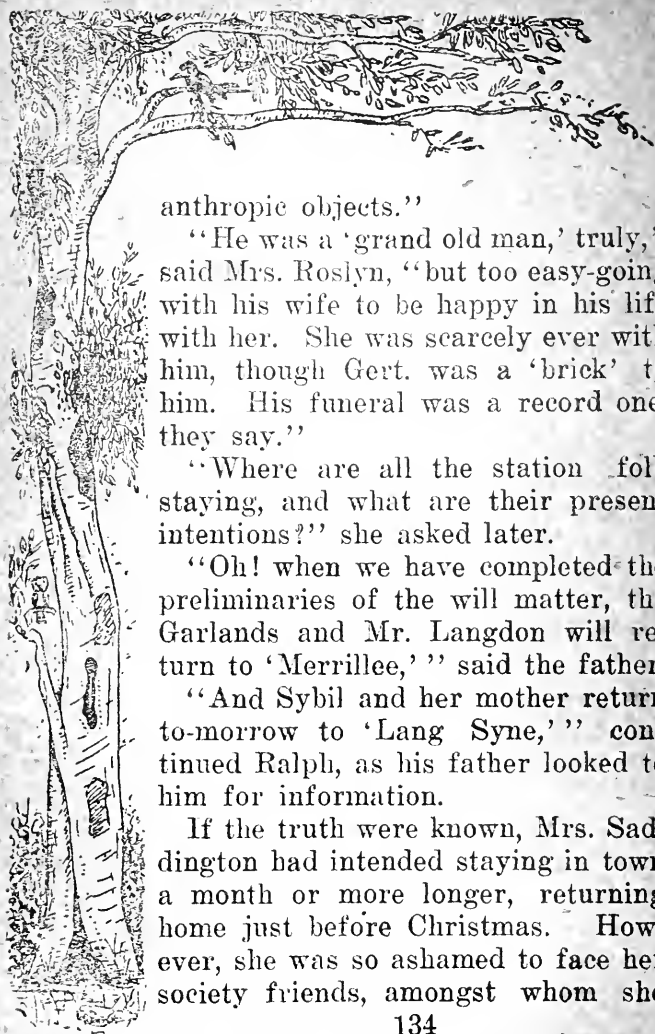 anthropic objects."
"He was a 'grand old man,' truly,'
said Mrs. Roslyn, "but too easy-goin
with his wife to be happy in his lif
with her. She was scarcely ever wit
him, though Gert. was a 'brick' t
him. His funeral was a record one
they say."
"Where are all the station fol
staying, and what are their presen
intentions?" she asked later.
"Oh! when we have completed th
preliminaries of the will matter, th
Garlands and Mr. Langdon will re
turn to 'Merrillee,' " said the father
"And Sybil and her mother return
to-morrow to 'Lang Syne,' " con
tinued Ralph, as his father looked to
him for information.
If the truth were known, Mrs. Sad
dington had intended staying in town
a month or more longer, returning
home just before Christmas. How
ever, she was so ashamed to face her
society friends, amongst whom she
134